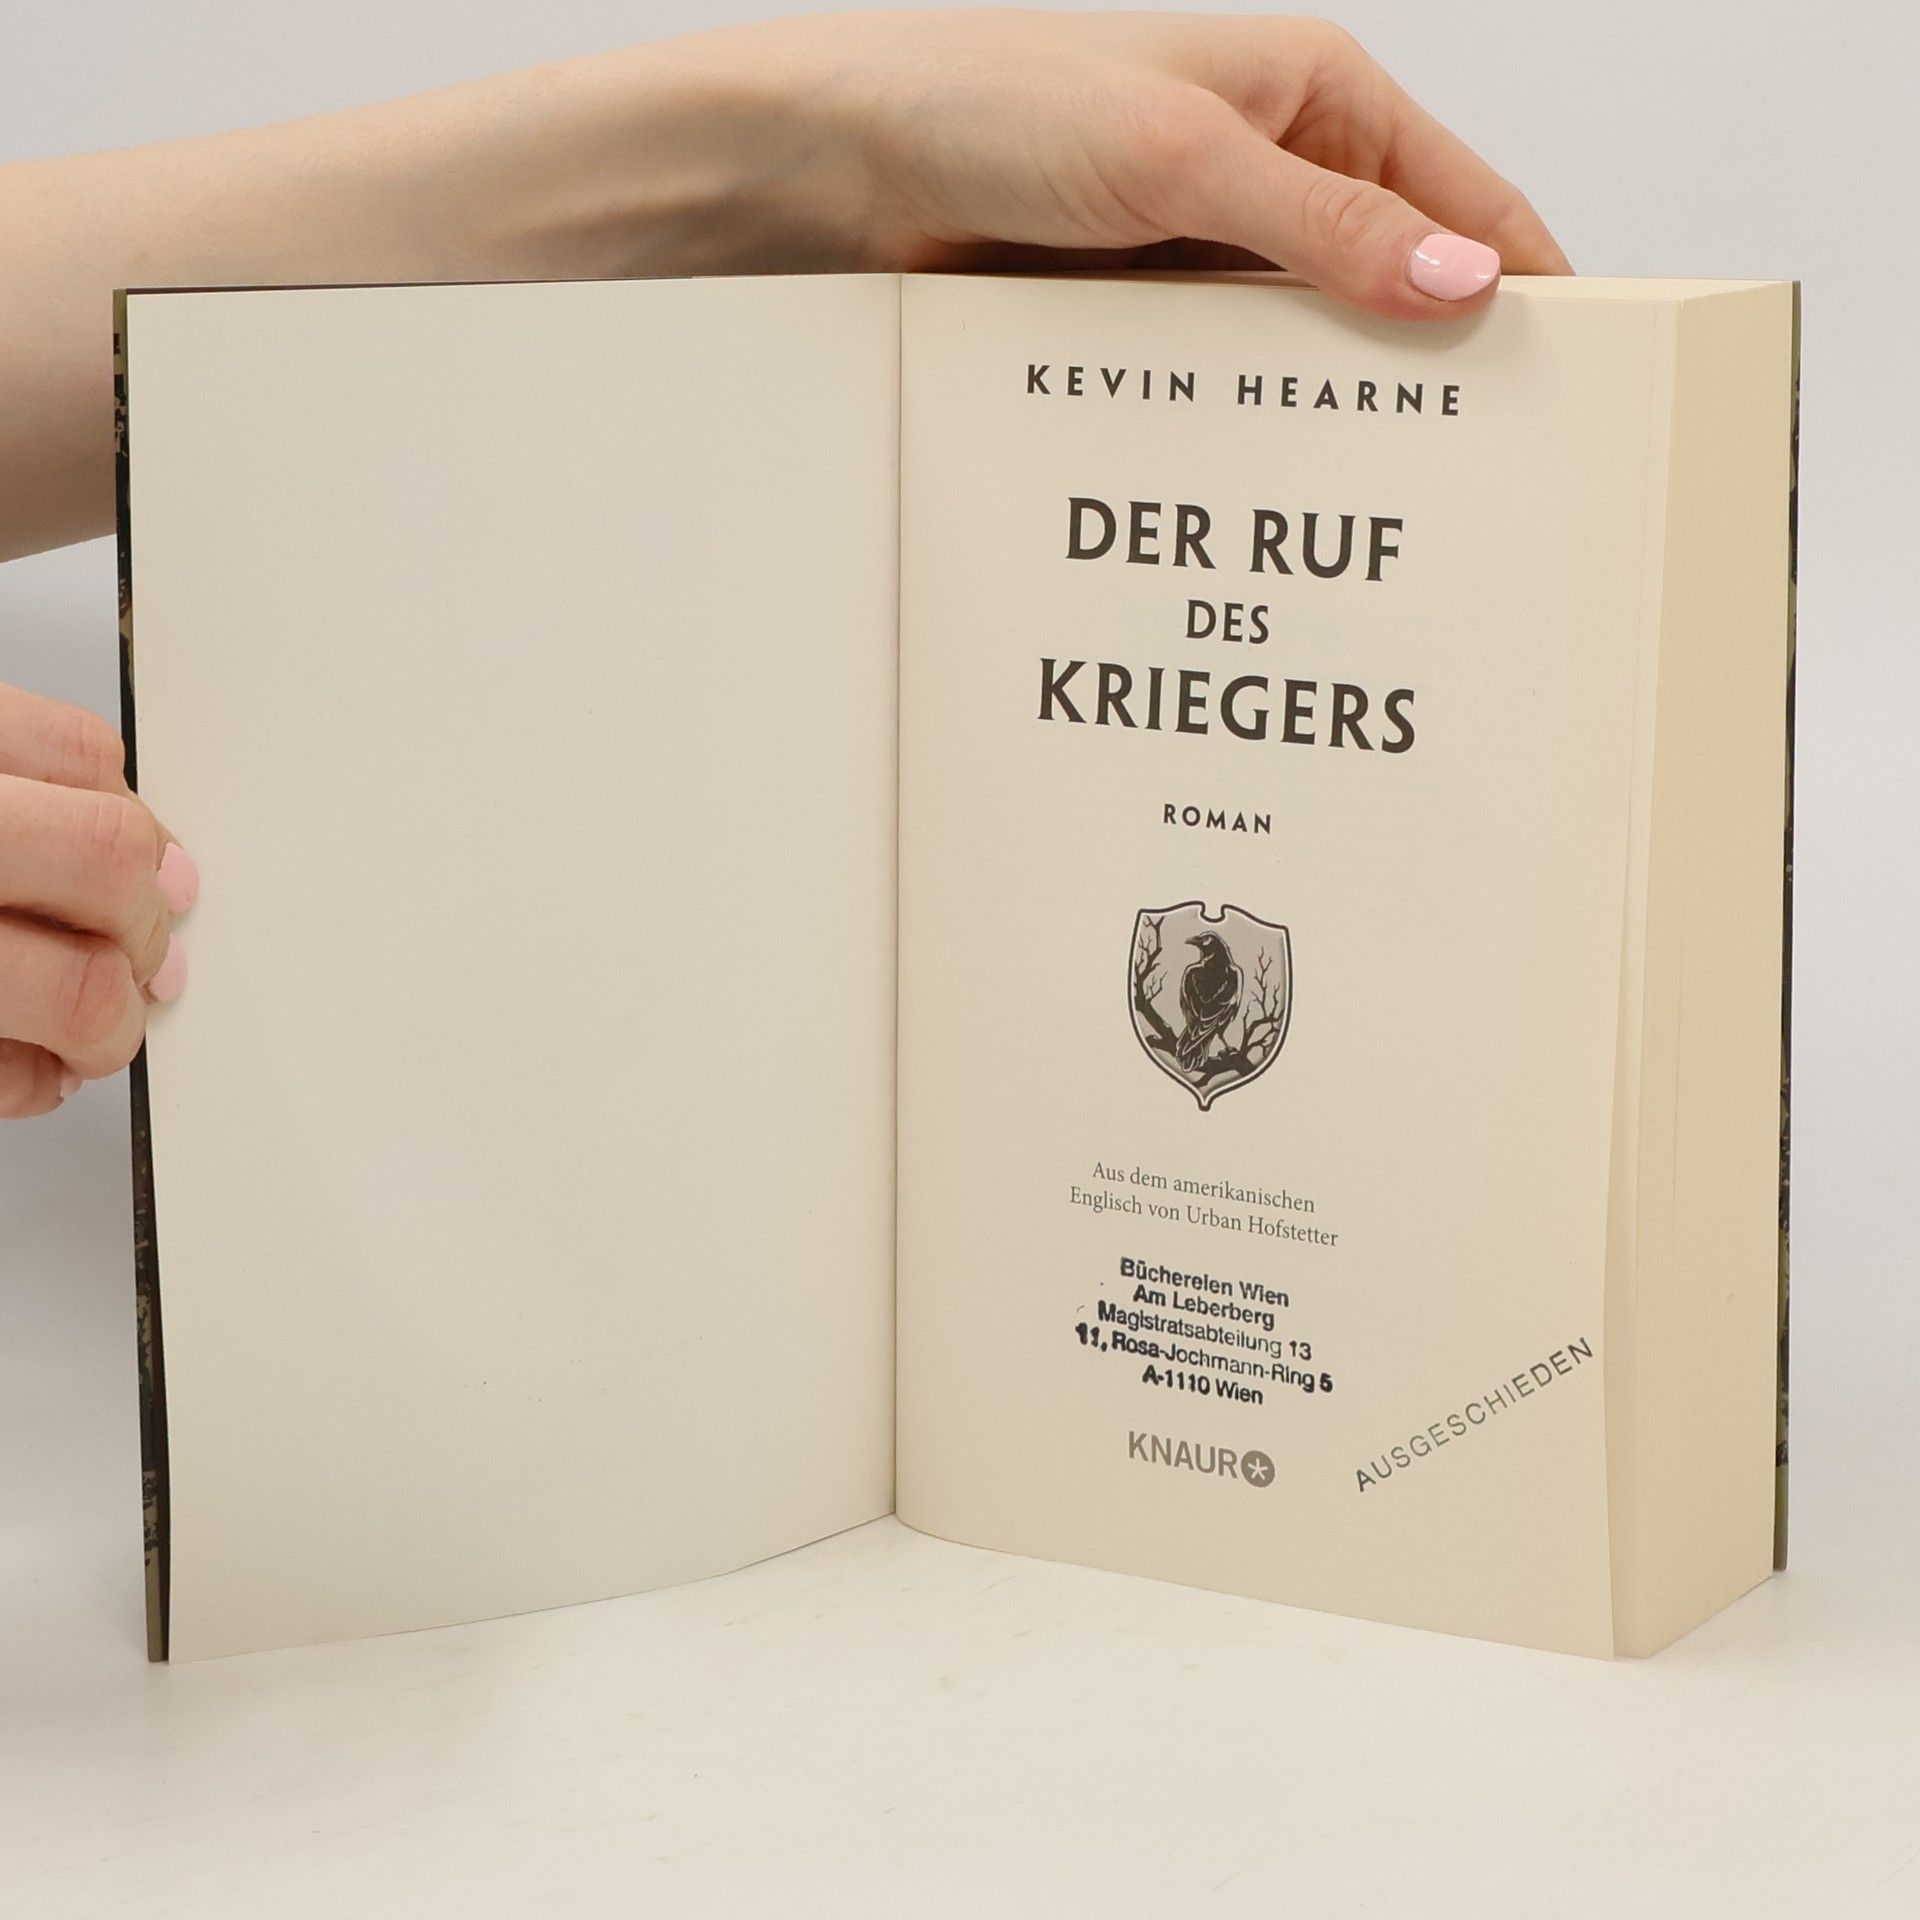 KEVIN HEARNE
DER RUF
DES
KRIEGERS
ROMAN
Aus dem amerikanischen
Englisch von Urban Hofstetter
Büchereien Wien
Am Leberberg
Magistratsabteilung 13
11, Rosa-Jochmann-Ring 5
A-1110 Wien
KNAUR
AUSGESCHIEDEN